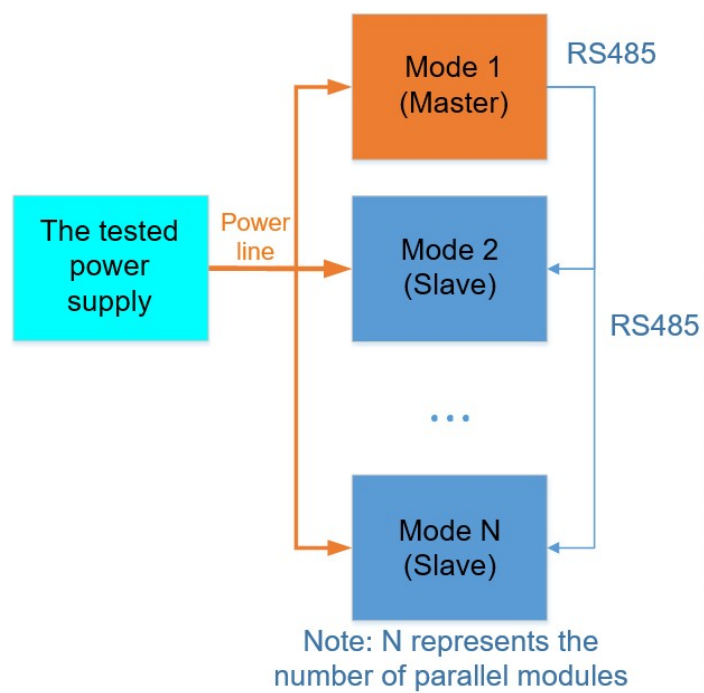 Mode 1
(Master)
RS485
The tested
power
supply
Power
line
Mode 2
(Slave)
RS485
...
Mode N
(Slave)
Note: N represents the
number of parallel modules